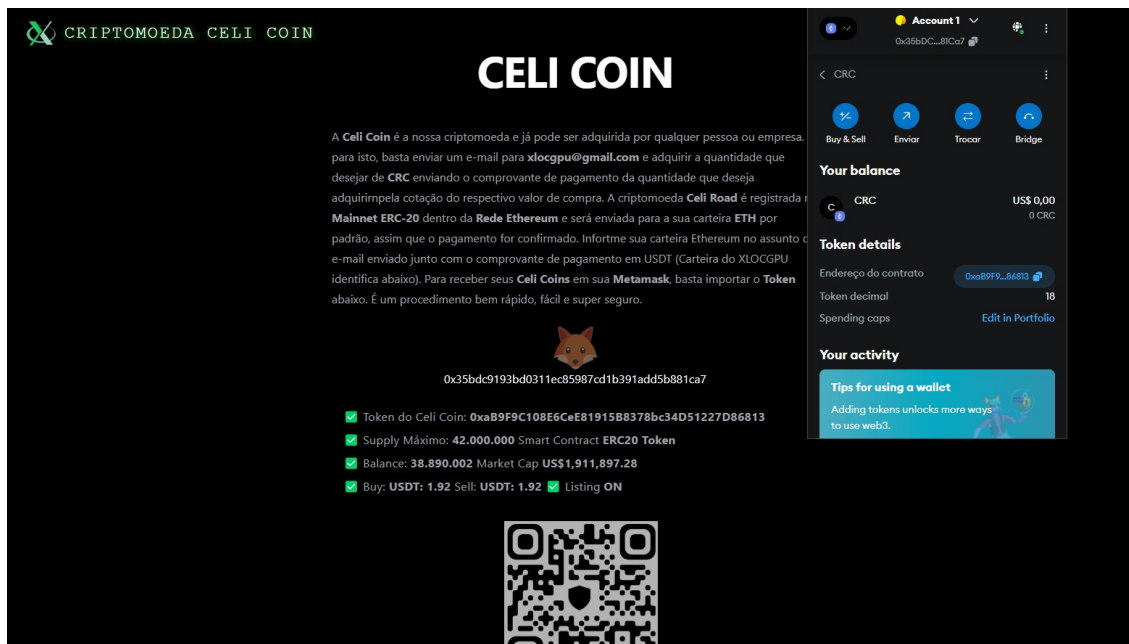 CRIPTOMOEDA CELI COIN
CELI COIN
A Celi Coin é a nossa criptomoeda e já pode ser adquirida por qualquer pessoa ou empresa.
para isto, basta enviar um e-mail para xlocgpu@gmail.com e adquirir a quantidade que
desejar de CRC enviando o comprovante de pagamento da quantidade que deseja
adquirirnpela cotação do respectivo valor de compra. A criptomoeda Celi Road é registrada
Mainnet ERC-20 dentro da Rede Ethereum e será enviada para a sua carteira ETH por
padrão, assim que o pagamento for confirmado. Infortme sua carteira Ethereum no assunto
e-mail enviado junto com o comprovante de pagamento em USDT (Carteira do XLOCGPU
identifica abaixo). Para receber seus Celi Coins em sua Metamask, basta importar o Token
abaixo. É um procedimento bem rápido, fácil e super seguro.
0x35bdc9193bd0311ec85987cd1b391add5b881ca7
Token do Celi Coin: 0xaB9F9C108E6CeE81915B8378bc34D51227D86813
Supply Máximo: 42.000.000 Smart Contract ERC20 Token
Balance: 38.890.002 Market Cap US$1,911,897.28
Buy: USDT: 1.92 Sell: USDT: 1.92 Listing ON
Account 1
0x35bDC...81Ca7
CRC
Buy & Sell Enviar Trocar Bridge
Your balance
C CRC US$ 0,00
0 CRC
Token details
Endereço do contrato 0xaB9F9...86813
Token decimal 18
Spending caps Edit in Portfolio
Your activity
Tips for using a wallet
Adding tokens unlocks more ways
to use web3.